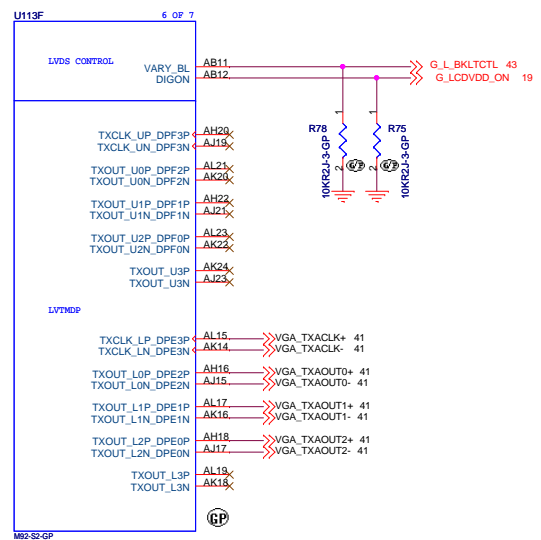 U113F 6 OF 7
LVDS CONTROL
VARY_BL AB11 G_L_BKLTCTL 43
DIGON AB12 G_LCDVDD_ON 19
1 1
R78 R75
10KR2J-3-GP 10KR2J-3-GP
2 GP 2 GP
TXCLK_UP_DPF3P AH20
TXCLK_UN_DPF3N AJ19
TXOUT_U0P_DPF2P AL21
TXOUT_U0N_DPF2N AK20
TXOUT_U1P_DPF1P AH22
TXOUT_U1N_DPF1N AJ21
TXOUT_U2P_DPF0P AL23
TXOUT_U2N_DPF0N AK22
TXOUT_U3P AK24
TXOUT_U3N AJ23
LVTMDP
TXCLK_LP_DPE3P AL15 VGA_TXACLK+ 41
TXCLK_LN_DPE3N AK14 VGA_TXACLK- 41
TXOUT_L0P_DPE2P AH16 VGA_TXAOUT0+ 41
TXOUT_L0N_DPE2N AJ15 VGA_TXAOUT0- 41
TXOUT_L1P_DPE1P AL17 VGA_TXAOUT1+ 41
TXOUT_L1N_DPE1N AK16 VGA_TXAOUT1- 41
TXOUT_L2P_DPE0P AH18 VGA_TXAOUT2+ 41
TXOUT_L2N_DPE0N AJ17 VGA_TXAOUT2- 41
TXOUT_L3P AL19
TXOUT_L3N AK18
GP
M92-S2-GP